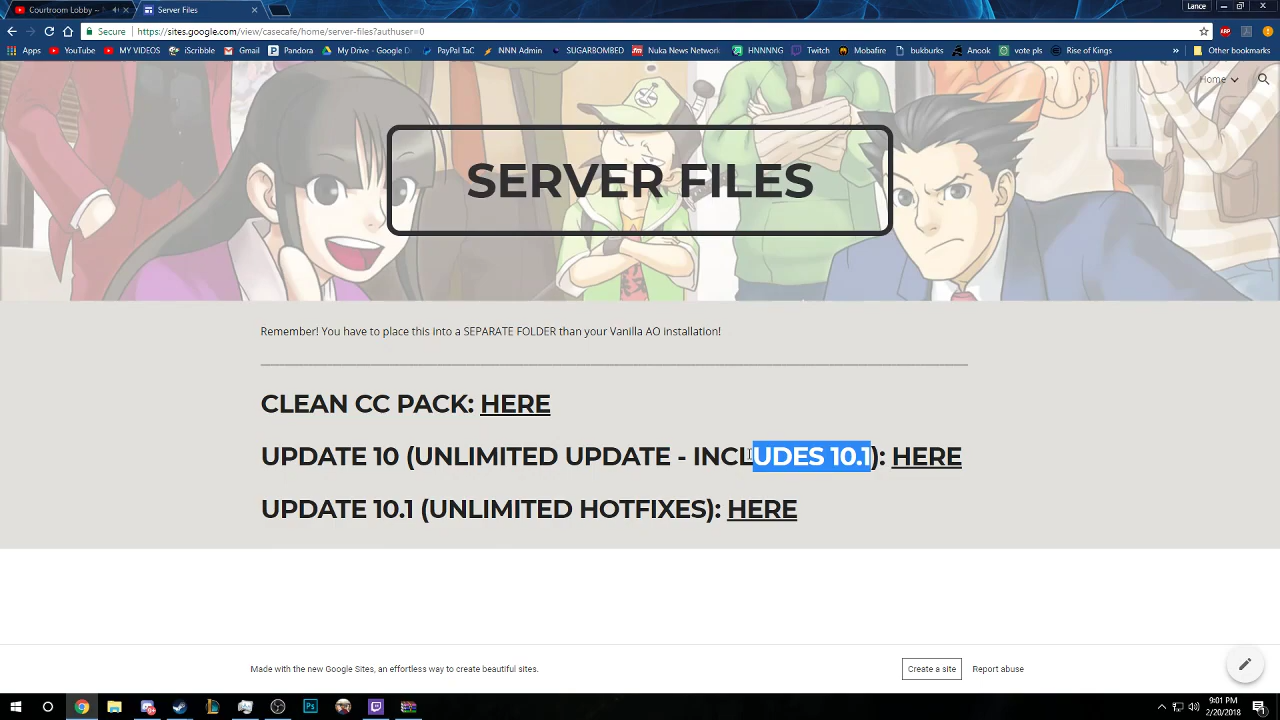 Courtroom Lobby -
Server Files
Lance
Secure
https://sites.google.com/view/casecafe/home/server-files?authuser=0
Apps
YouTube
MY VIDEOS
iScribble
Gmail
Pandora
My Drive - Google D
PayPal TaC
INNN Admin
SUGARBOMBED
Nuka News Network
HNNNNG
Twitch
Mobafire
bukburks
Anook
vote pls
Rise of Kings
»
Other bookmarks
Home
SERVER FILES
Remember! You have to place this into a SEPARATE FOLDER than your Vanilla AO installation!
CLEAN CC PACK: HERE
UPDATE 10 (UNLIMITED UPDATE - INCLUDES 10.1): HERE
UPDATE 10.1 (UNLIMITED HOTFIXES): HERE
Made with the new Google Sites, an effortless way to create beautiful sites.
Create a site
Report abuse
9:01 PM
2/20/2018